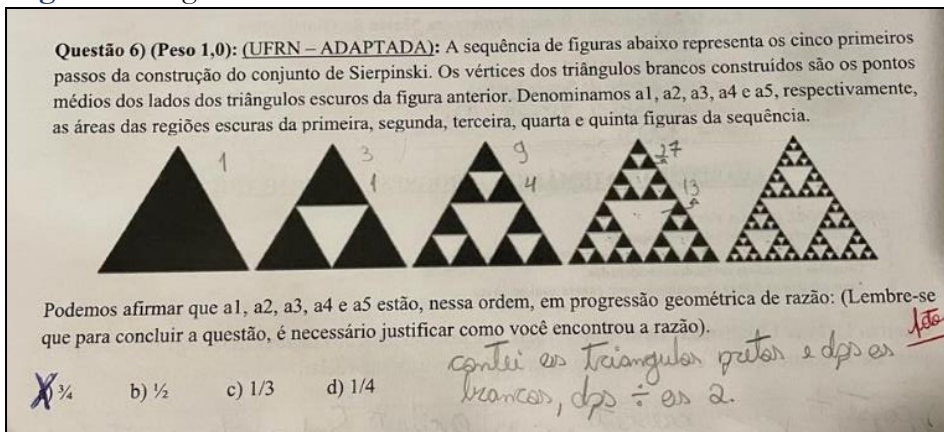 Questão 6) (Peso 1,0): (UFRN – ADAPTADA): A sequência de figuras abaixo representa os cinco primeiros
passos da construção do conjunto de Sierpinski. Os vértices dos triângulos brancos construídos são os pontos
médios dos lados dos triângulos escuros da figura anterior. Denominamos a1, a2, a3, a4 e a5, respectivamente,
as áreas das regiões escuras da primeira, segunda, terceira, quarta e quinta figuras da sequência.
1 3 9 27
1 4 13
Podemos afirmar que a1, a2, a3, a4 e a5 estão, nessa ordem, em progressão geométrica de razão: (Lembre-se
que para concluir a questão, é necessário justificar como você encontrou a razão).
contei os triangulos pretos e dps os
brancos, dps ÷ os 2.
¾ b) ½ c) 1/3 d) 1/4